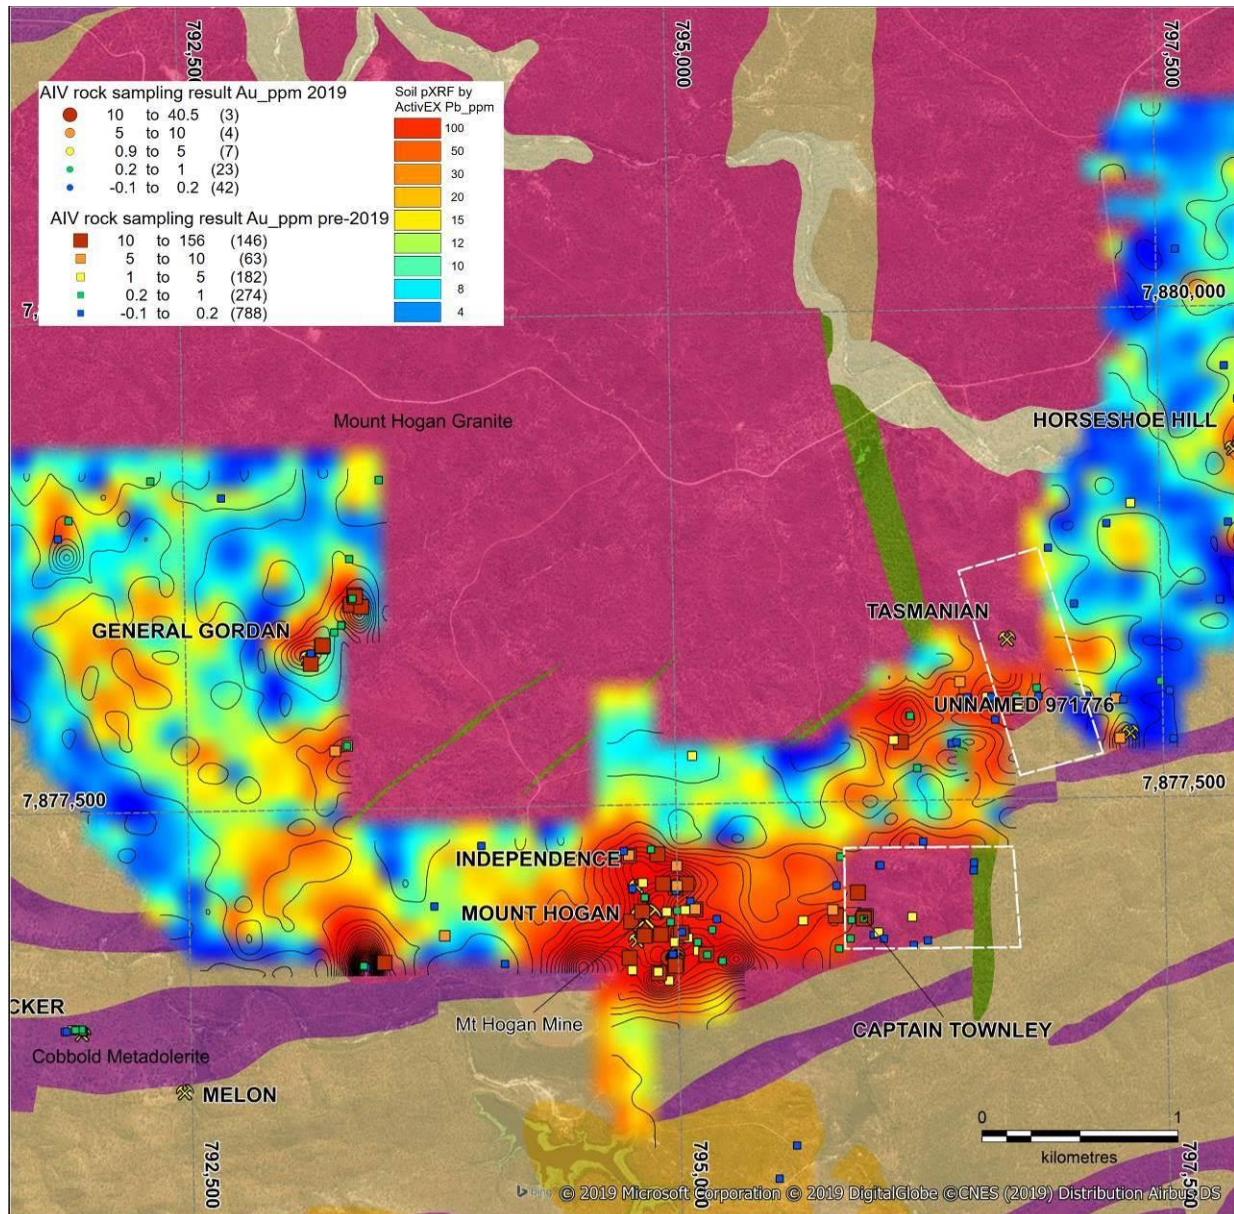 792,500
795,000
797,500
AIV rock sampling result Au_ppm 2019
10 to 40.5 (3)
5 to 10 (4)
0.9 to 5 (7)
0.2 to 1 (23)
-0.1 to 0.2 (42)
AIV rock sampling result Au_ppm pre-2019
10 to 156 (146)
5 to 10 (63)
1 to 5 (182)
0.2 to 1 (274)
-0.1 to 0.2 (788)
Soil pXRF by
ActivEX Pb_ppm
100
50
30
20
15
12
10
8
4
7,880,000
Mount Hogan Granite
HORSESHOE HILL
TASMANIAN
GENERAL GORDAN
UNNAMED 971776
7,877,500
7,877,500
INDEPENDENCE
MOUNT HOGAN
Mt Hogan Mine
CAPTAIN TOWNLEY
CKER
Cobbold Metadolerite
MELON
0 1
kilometres
792,500
795,000
797,500
bing © 2019 Microsoft Corporation © 2019 DigitalGlobe ©CNES (2019) Distribution Airbus DS